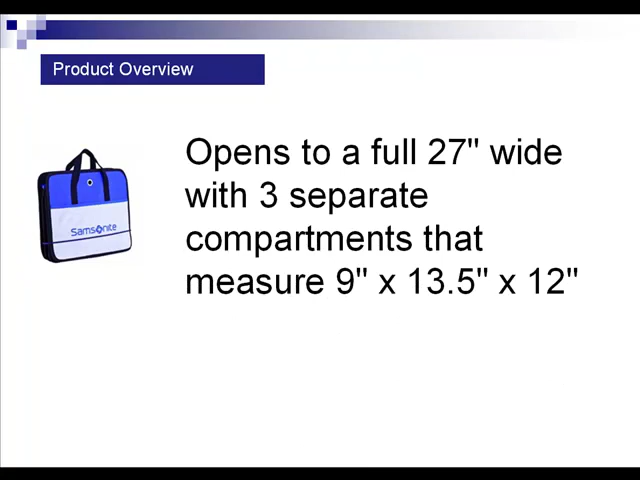 Product Overview
Opens to a full 27" wide
with 3 separate
compartments that
measure 9" x 13.5" x 12"
Samsonite